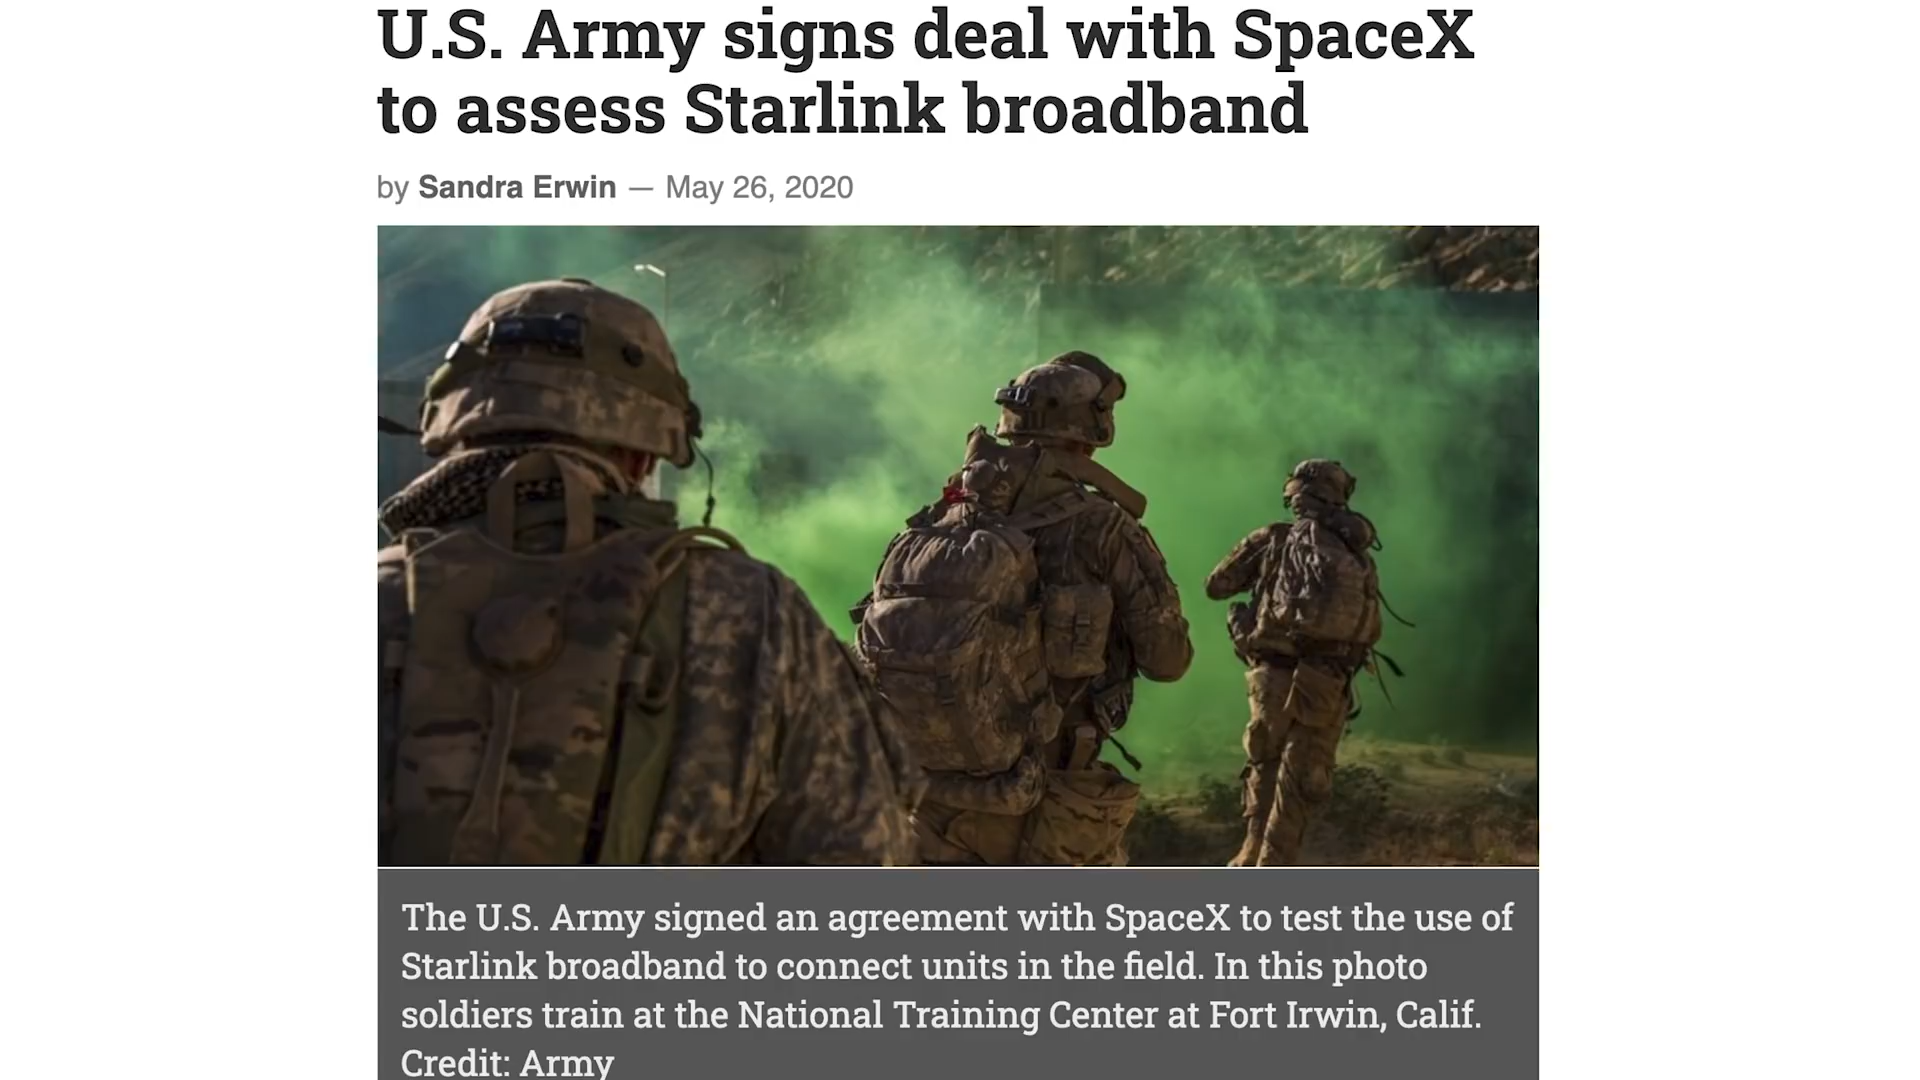 U.S. Army signs deal with SpaceX
to assess Starlink broadband
by Sandra Erwin — May 26, 2020
The U.S. Army signed an agreement with SpaceX to test the use of
Starlink broadband to connect units in the field. In this photo
soldiers train at the National Training Center at Fort Irwin, Calif.
Credit: Army